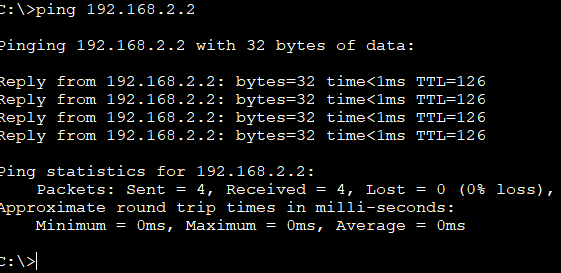 C:\>ping 192.168.2.2
Pinging 192.168.2.2 with 32 bytes of data:
Reply from 192.168.2.2: bytes=32 time<1ms TTL=126
Reply from 192.168.2.2: bytes=32 time<1ms TTL=126
Reply from 192.168.2.2: bytes=32 time<1ms TTL=126
Reply from 192.168.2.2: bytes=32 time<1ms TTL=126
Ping statistics for 192.168.2.2:
Packets: Sent = 4, Received = 4, Lost = 0 (0% loss),
Approximate round trip times in milli-seconds:
Minimum = 0ms, Maximum = 0ms, Average = 0ms
C:\>